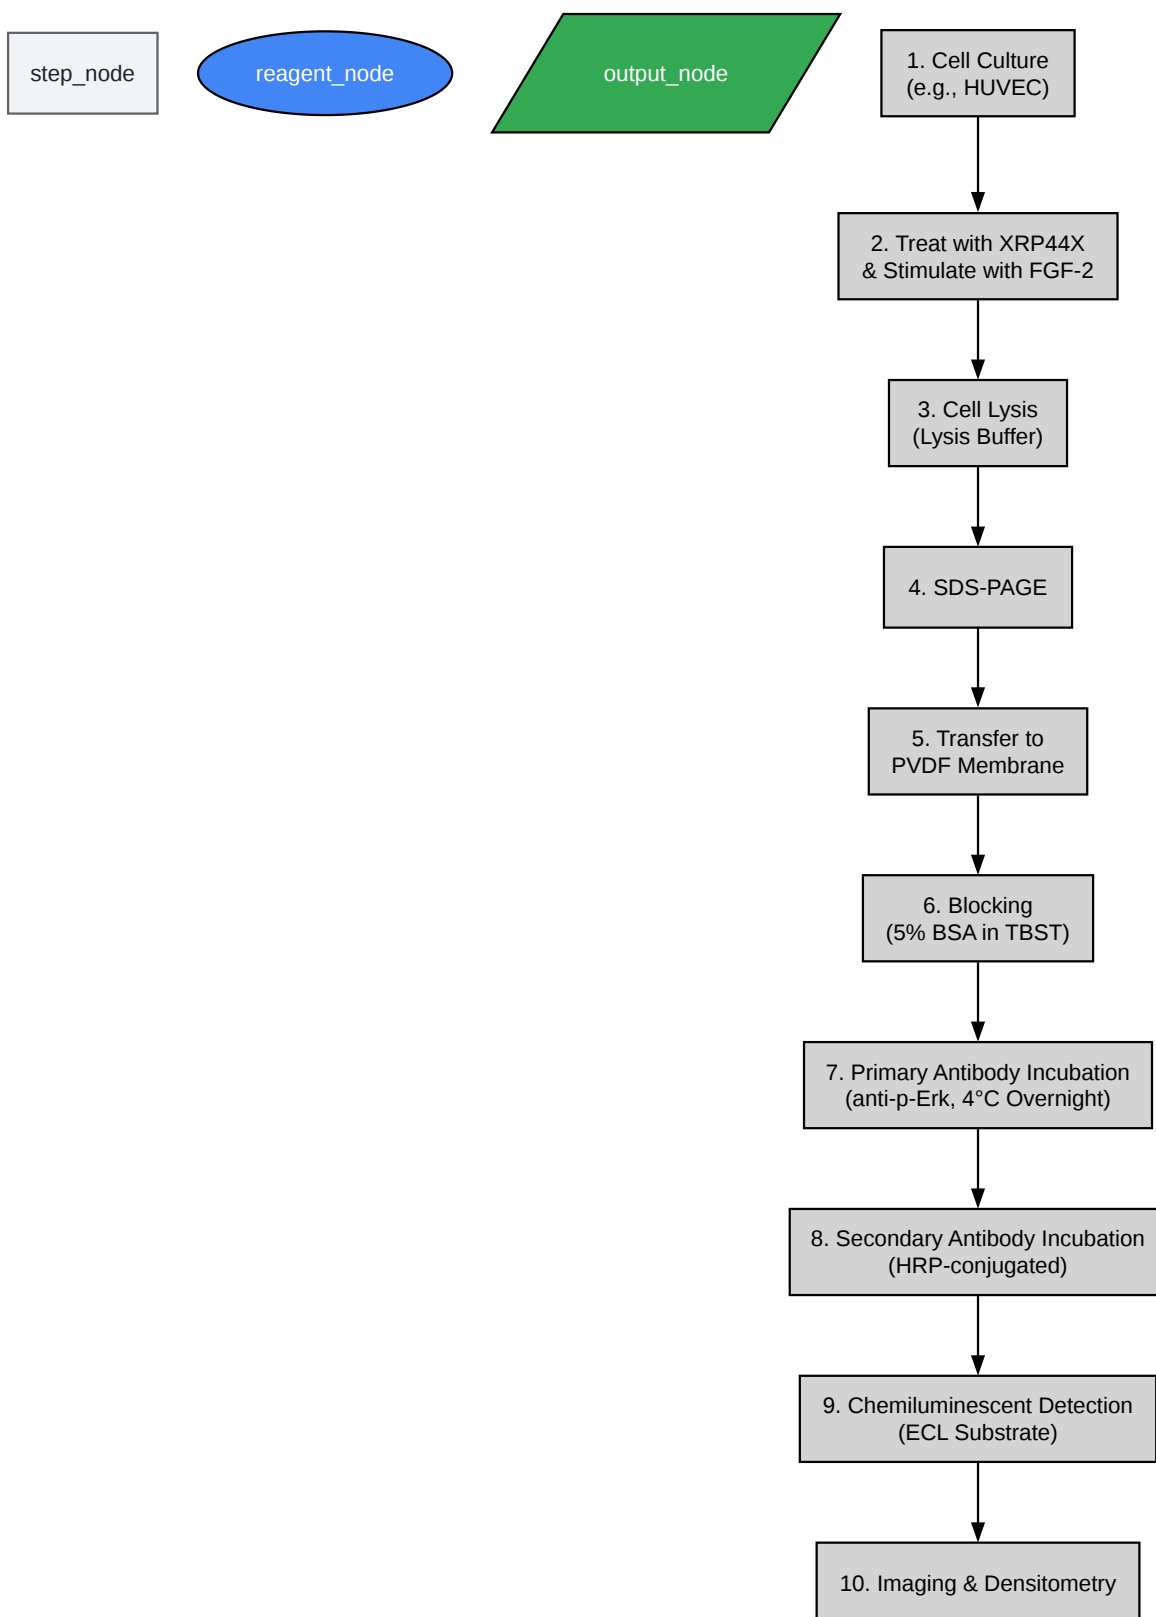 step_node
reagent_node
output_node
1. Cell Culture
(e.g., HUVEC)
2. Treat with XRP44X
& Stimulate with FGF-2
3. Cell Lysis
(Lysis Buffer)
4. SDS-PAGE
5. Transfer to
PVDF Membrane
6. Blocking
(5% BSA in TBST)
7. Primary Antibody Incubation
(anti-p-Erk, 4°C Overnight)
8. Secondary Antibody Incubation
(HRP-conjugated)
9. Chemiluminescent Detection
(ECL Substrate)
10. Imaging & Densitometry